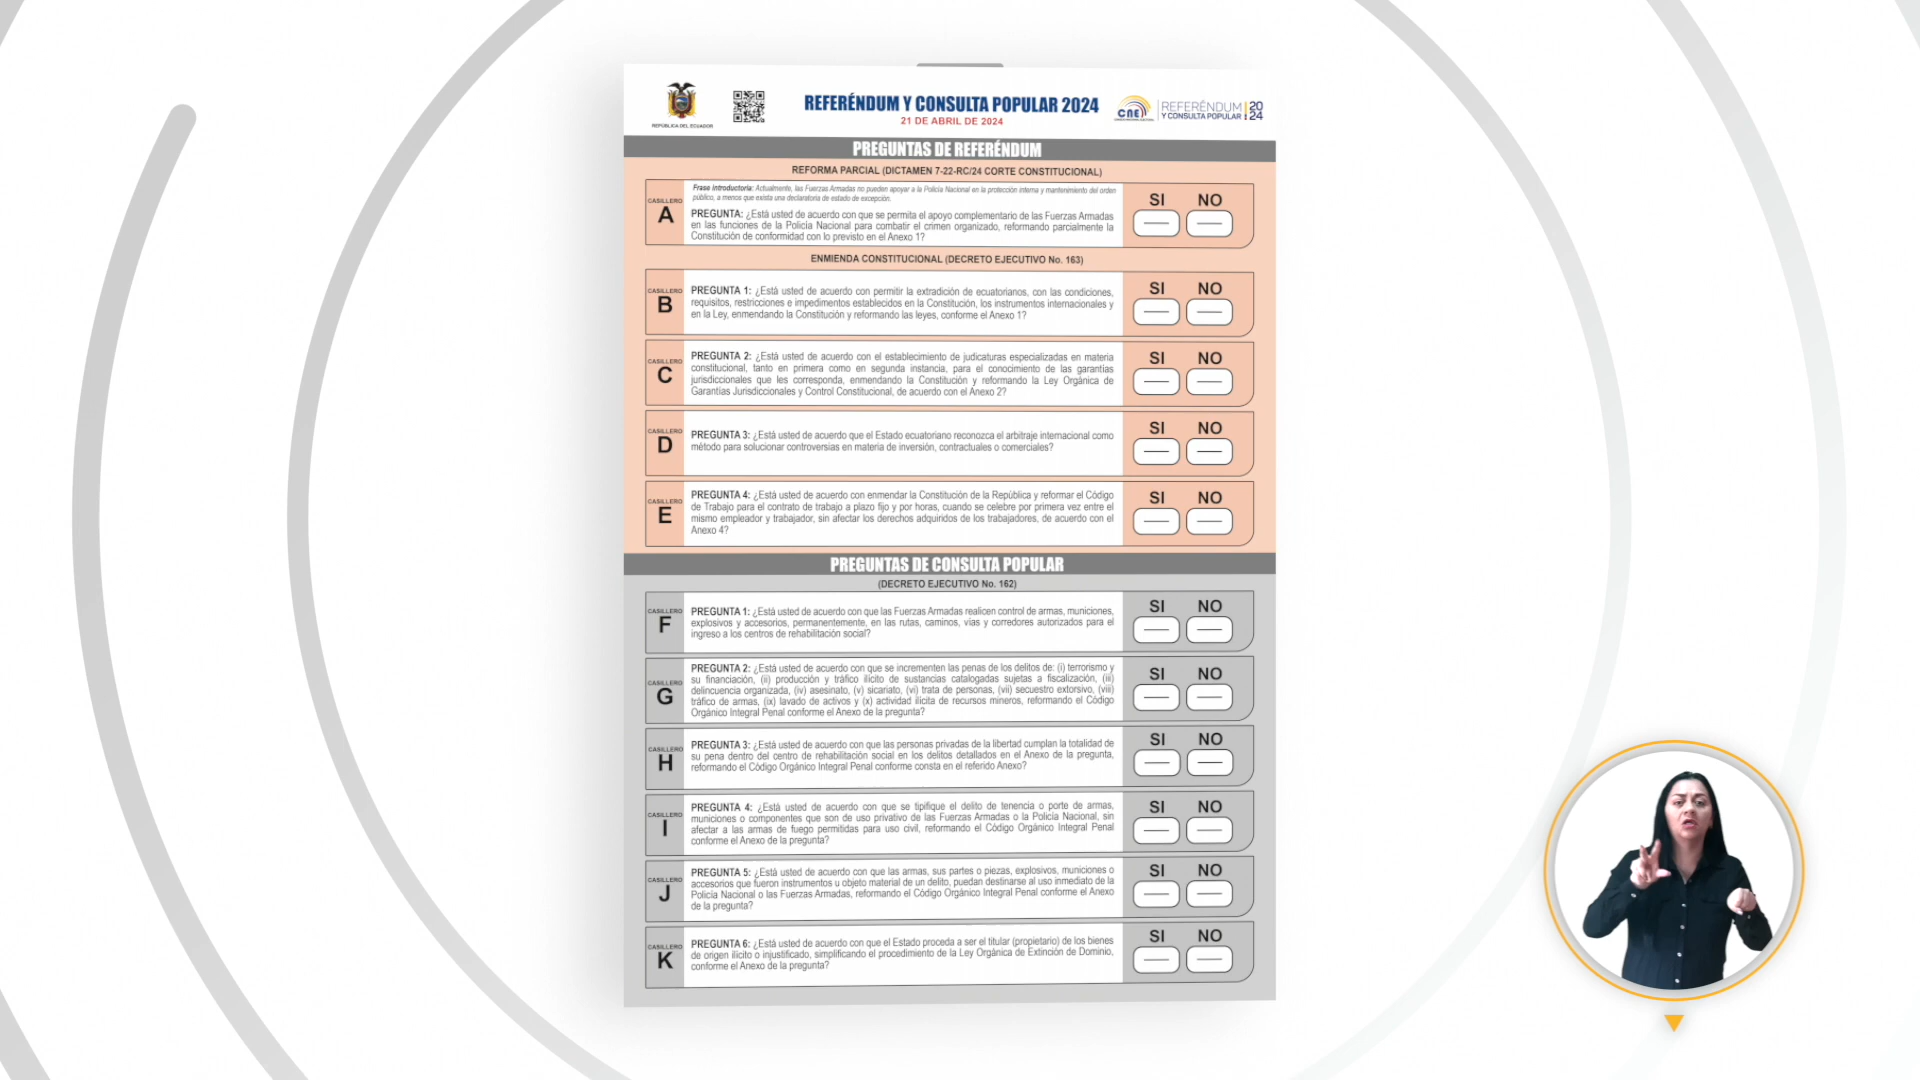 REPÚBLICA DEL ECUADOR
REFERÉNDUM Y CONSULTA POPULAR 2024
21 DE ABRIL DE 2024
CNE
REFERÉNDUM
Y CONSULTA POPULAR
20
24
PREGUNTAS DE REFERÉNDUM
REFORMA PARCIAL (DICTAMEN 7-22-RC/24 CORTE CONSTITUCIONAL)
CASILLERO
A
Frase introductoria: Actualmente, las Fuerzas Armadas no pueden apoyar a la Policía Nacional en la protección interna y mantenimiento del orden
público, a menos que exista una declaratoria de estado de excepción.
PREGUNTA: ¿Está usted de acuerdo con que se permita el apoyo complementario de las Fuerzas Armadas
en las funciones de la Policía Nacional para combatir el crimen organizado, reformando parcialmente la
Constitución de conformidad con lo previsto en el Anexo 1?
SI NO
ENMIENDA CONSTITUCIONAL (DECRETO EJECUTIVO No. 163)
CASILLERO
B
PREGUNTA 1: ¿Está usted de acuerdo con permitir la extradición de ecuatorianos, con las condiciones,
requisitos, restricciones e impedimentos establecidos en la Constitución, los instrumentos internacionales y
en la Ley, enmendando la Constitución y reformando las leyes, conforme el Anexo 1?
SI NO
CASILLERO
C
PREGUNTA 2: ¿Está usted de acuerdo con el establecimiento de judicaturas especializadas en materia
constitucional, tanto en primera como en segunda instancia, para el conocimiento de las garantías
jurisdiccionales que les corresponda, enmendando la Constitución y reformando la Ley Orgánica de
Garantías Jurisdiccionales y Control Constitucional, de acuerdo con el Anexo 2?
SI NO
CASILLERO
D
PREGUNTA 3: ¿Está usted de acuerdo que el Estado ecuatoriano reconozca el arbitraje internacional como
método para solucionar controversias en materia de inversión, contractuales o comerciales?
SI NO
CASILLERO
E
PREGUNTA 4: ¿Está usted de acuerdo con enmendar la Constitución de la República y reformar el Código
de Trabajo para el contrato de trabajo a plazo fijo y por horas, cuando se celebre por primera vez entre el
mismo empleador y trabajador, sin afectar los derechos adquiridos de los trabajadores, de acuerdo con el
Anexo 4?
SI NO
PREGUNTAS DE CONSULTA POPULAR
(DECRETO EJECUTIVO No. 162)
CASILLERO
F
PREGUNTA 1: ¿Está usted de acuerdo con que las Fuerzas Armadas realicen control de armas, municiones,
explosivos y accesorios, permanentemente, en las rutas, caminos, vías y corredores autorizados para el
ingreso a los centros de rehabilitación social?
SI NO
CASILLERO
G
PREGUNTA 2: ¿Está usted de acuerdo con que se incrementen las penas de los delitos de: (i) terrorismo y
su financiación, (ii) producción y tráfico ilícito de sustancias catalogadas sujetas a fiscalización, (iii)
delincuencia organizada, (iv) asesinato, (v) sicariato, (vi) trata de personas, (vii) secuestro extorsivo, (viii)
tráfico de armas, (ix) lavado de activos y (x) actividad ilícita de recursos mineros, reformando el Código
Orgánico Integral Penal conforme el Anexo de la pregunta?
SI NO
CASILLERO
H
PREGUNTA 3: ¿Está usted de acuerdo con que las personas privadas de la libertad cumplan la totalidad de
su pena dentro del centro de rehabilitación social en los delitos detallados en el Anexo de la pregunta,
reformando el Código Orgánico Integral Penal conforme consta en el referido Anexo?
SI NO
CASILLERO
I
PREGUNTA 4: ¿Está usted de acuerdo con que se tipifique el delito de tenencia o porte de armas,
municiones o componentes que son de uso privativo de las Fuerzas Armadas o la Policía Nacional, sin
afectar a las armas de fuego permitidas para uso civil, reformando el Código Orgánico Integral Penal
conforme el Anexo de la pregunta?
SI NO
CASILLERO
J
PREGUNTA 5: ¿Está usted de acuerdo con que las armas, sus partes o piezas, explosivos, municiones o
accesorios que fueron instrumentos u objeto material de un delito, puedan destinarse al uso inmediato de la
Policía Nacional o las Fuerzas Armadas, reformando el Código Orgánico Integral Penal conforme el Anexo
de la pregunta?
SI NO
CASILLERO
K
PREGUNTA 6: ¿Está usted de acuerdo con que el Estado proceda a ser el titular (propietario) de los bienes
de origen ilícito o injustificado, simplificando el procedimiento de la Ley Orgánica de Extinción de Dominio,
conforme el Anexo de la pregunta?
SI NO